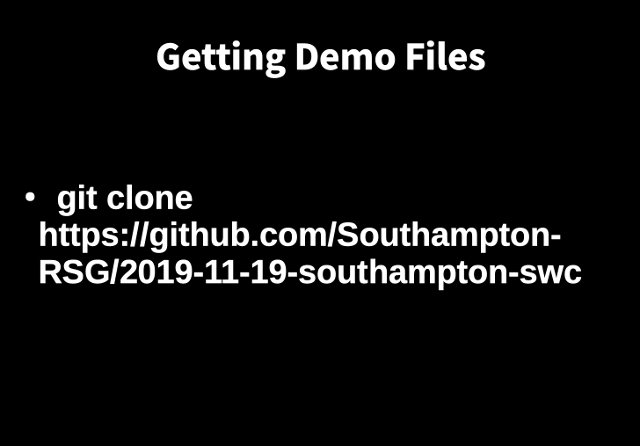 Getting Demo Files
• git clone
https://github.com/Southampton-
RSG/2019-11-19-southampton-swc